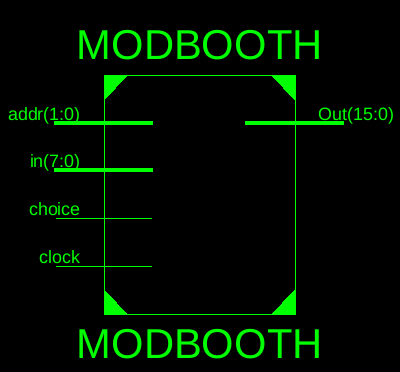 MODBOOTH
addr(1:0)
Out(15:0)
in(7:0)
choice
clock
MODBOOTH